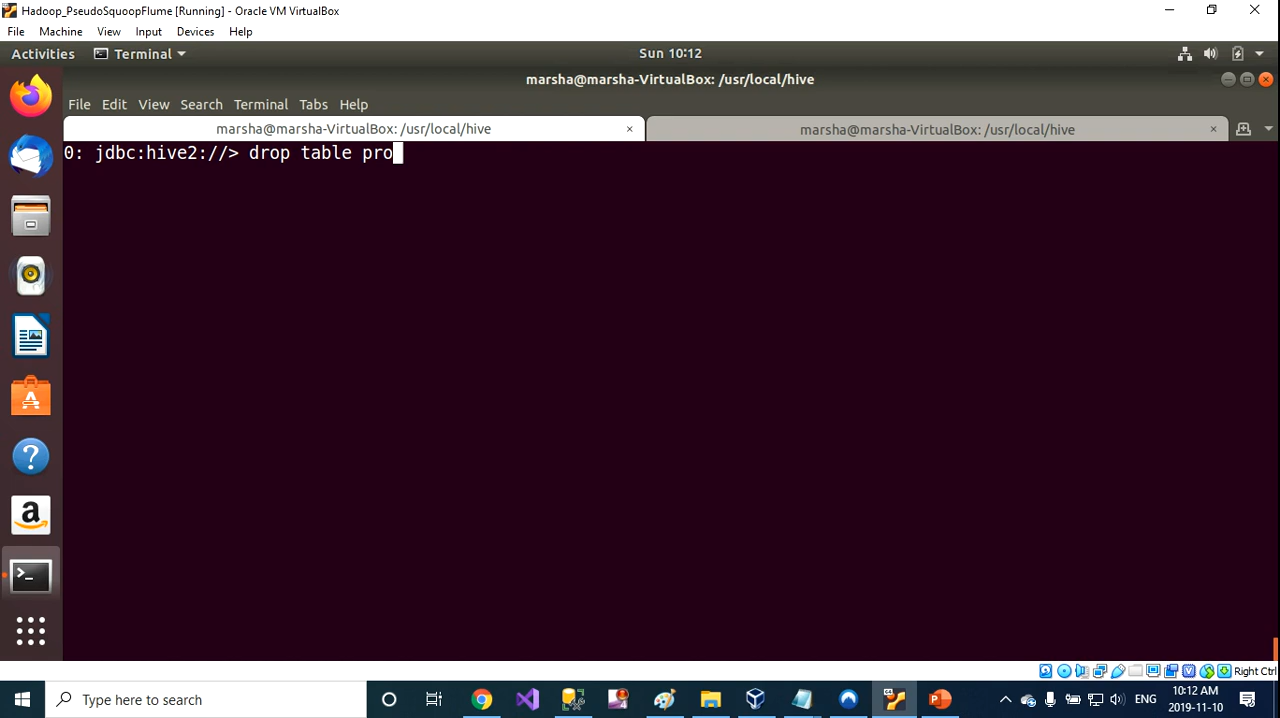 Hadoop_PseudoSquoopFlume [Running] - Oracle VM VirtualBox
File Machine View Input Devices Help
Activities Terminal Sun 10:12
marsha@marsha-VirtualBox: /usr/local/hive
File Edit View Search Terminal Tabs Help
marsha@marsha-VirtualBox: /usr/local/hive × marsha@marsha-VirtualBox: /usr/local/hive ×
0: jdbc:hive2://> drop table pro
Right Ctrl
Type here to search
ENG
10:12 AM
2019-11-10